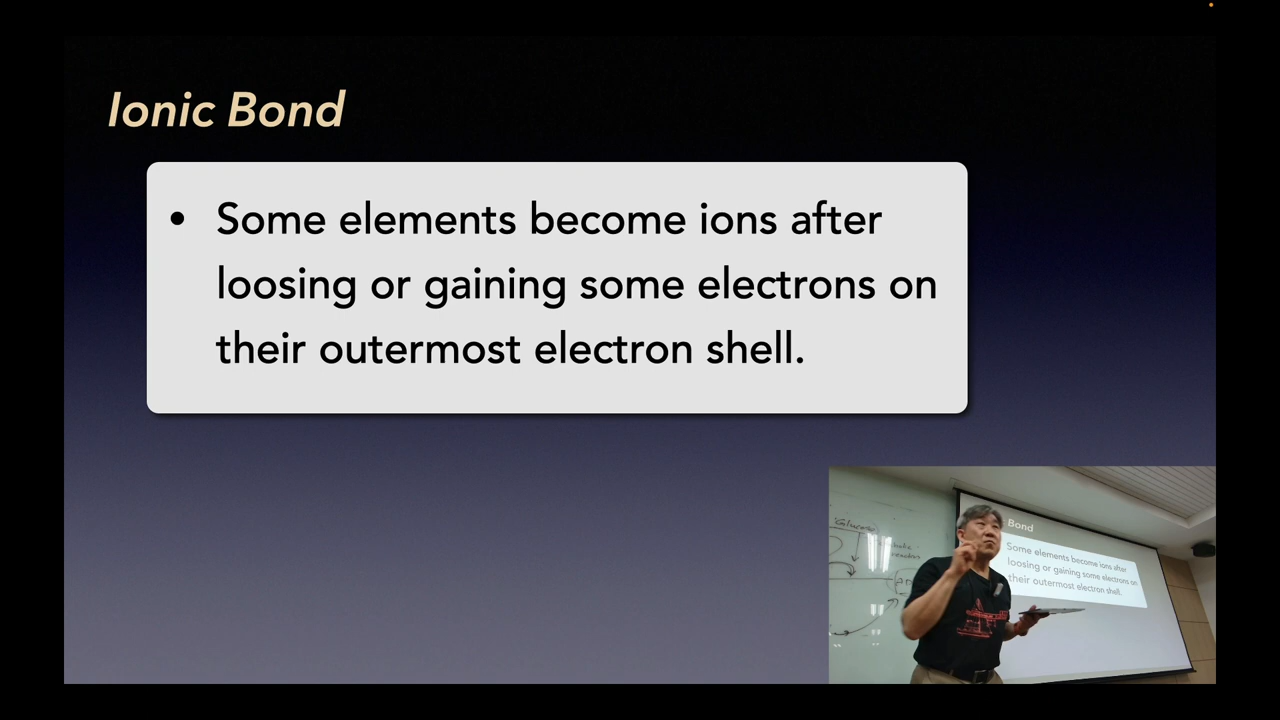 Ionic Bond
• Some elements become ions after
loosing or gaining some electrons on
their outermost electron shell.
Glucose
Bond
Some elements become ions after
loosing or gaining some electrons on
their outermost electron shell.